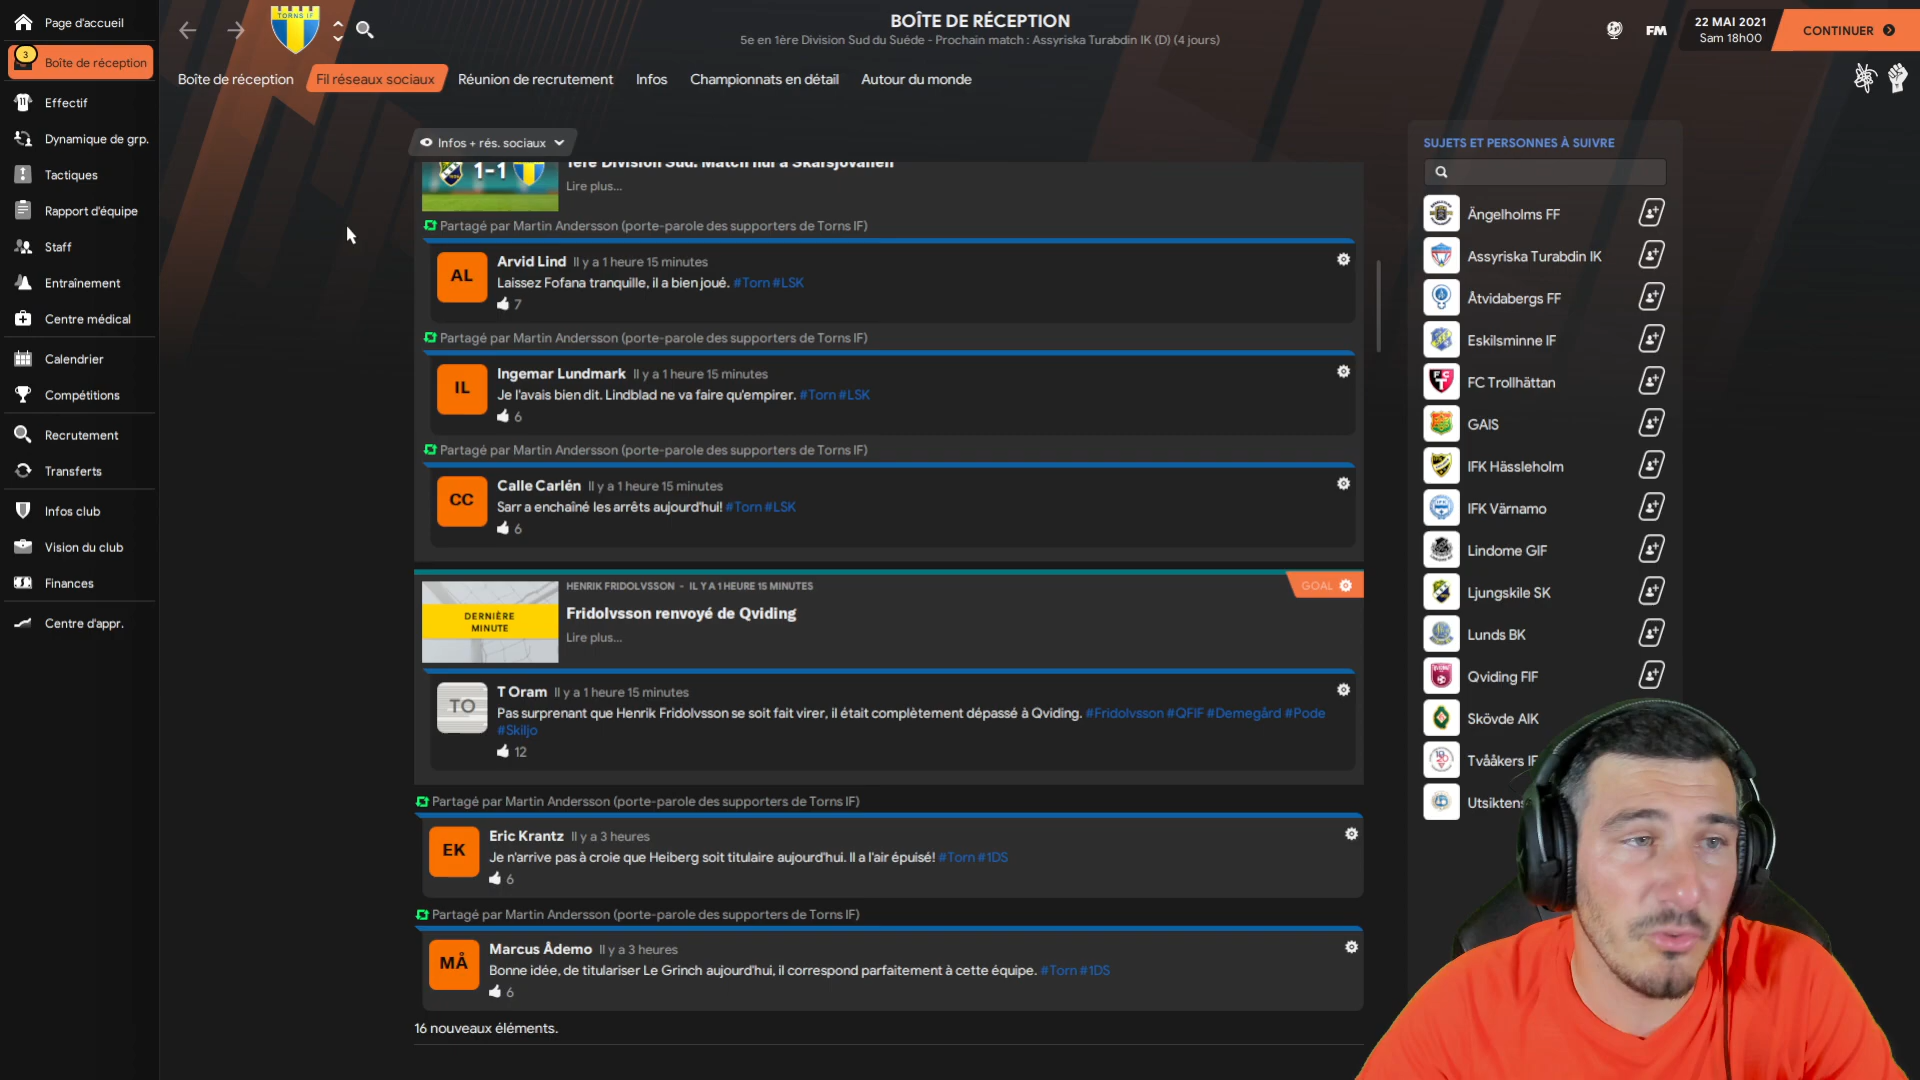 Page d'accueil
3
Boîte de réception
Effectif
Dynamique de grp.
Tactiques
Rapport d'équipe
Staff
Entraînement
Centre médical
Calendrier
Compétitions
Recrutement
Transferts
Infos club
Vision du club
Finances
Centre d'appr.
TORNS IF
BOÎTE DE RÉCEPTION
5e en 1ère Division Sud du Suéde - Prochain match : Assyriska Turabdin IK (D) (4 jours)
FM
22 MAI 2021
Sam 18h00
CONTINUER
Boîte de réception
Fil réseaux sociaux
Réunion de recrutement
Infos
Championnats en détail
Autour du monde
Infos + rés. sociaux
1-1
1ère Division Sud: Match nul à Skarsjövallen
Lire plus...
Partagé par Martin Andersson (porte-parole des supporters de Torns IF)
AL
Arvid Lind Il y a 1 heure 15 minutes
Laissez Fofana tranquille, il a bien joué. #Torn #LSK
7
Partagé par Martin Andersson (porte-parole des supporters de Torns IF)
IL
Ingemar Lundmark Il y a 1 heure 15 minutes
Je l'avais bien dit. Lindblad ne va faire qu'empirer. #Torn #LSK
6
Partagé par Martin Andersson (porte-parole des supporters de Torns IF)
CC
Calle Carlén Il y a 1 heure 15 minutes
Sarr a enchaîné les arrêts aujourd'hui! #Torn #LSK
6
DERNIÈRE
MINUTE
HENRIK FRIDOLVSSON - IL Y A 1 HEURE 15 MINUTES
GOAL
Fridolvsson renvoyé de Qviding
Lire plus...
TO
T Oram Il y a 1 heure 15 minutes
Pas surprenant que Henrik Fridolvsson se soit fait virer, il était complètement dépassé à Qviding. #Fridolvsson #QFIF #Demegård #Pode
#Skiljo
12
Partagé par Martin Andersson (porte-parole des supporters de Torns IF)
EK
Eric Krantz Il y a 3 heures
Je n'arrive pas à croie que Heiberg soit titulaire aujourd'hui. Il a l'air épuisé! #Torn #1DS
6
Partagé par Martin Andersson (porte-parole des supporters de Torns IF)
MÅ
Marcus Ådemo Il y a 3 heures
Bonne idée, de titulariser Le Grinch aujourd'hui, il correspond parfaitement à cette équipe. #Torn #1DS
6
16 nouveaux éléments.
SUJETS ET PERSONNES À SUIVRE
Ängelholms FF
Assyriska Turabdin IK
Åtvidabergs FF
Eskilsminne IF
FC Trollhättan
GAIS
IFK Hässleholm
IFK Värnamo
Lindome GIF
Ljungskile SK
Lunds BK
Qviding FIF
Skövde AIK
Tvååkers IF
Utsiktens